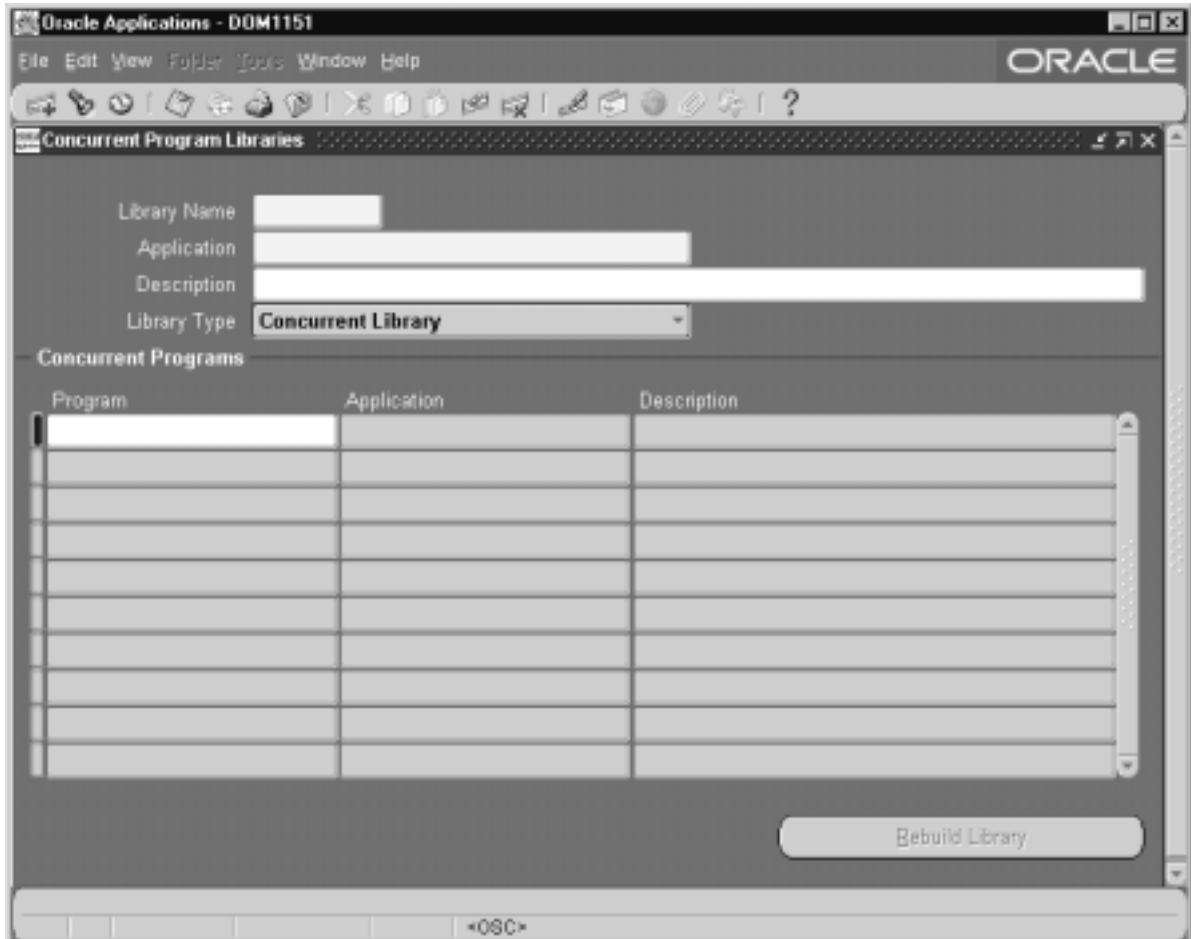 Oracle Applications - DOM1151
File Edit View Folder Tools Window Help
ORACLE
?
Concurrent Program Libraries
Library Name
Application
Description
Library Type Concurrent Library
Concurrent Programs
Program Application Description
Rebuild Library
<OSC>